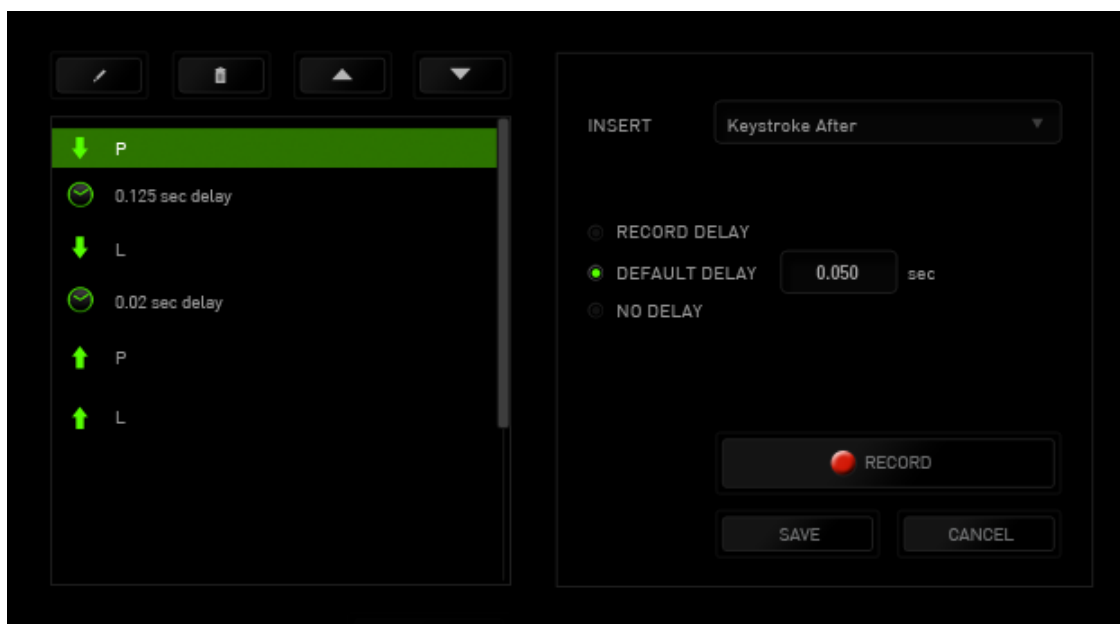 P
0.125 sec delay
L
0.02 sec delay
P
L
INSERT Keystroke After
RECORD DELAY
DEFAULT DELAY 0.050 sec
NO DELAY
RECORD
SAVE CANCEL